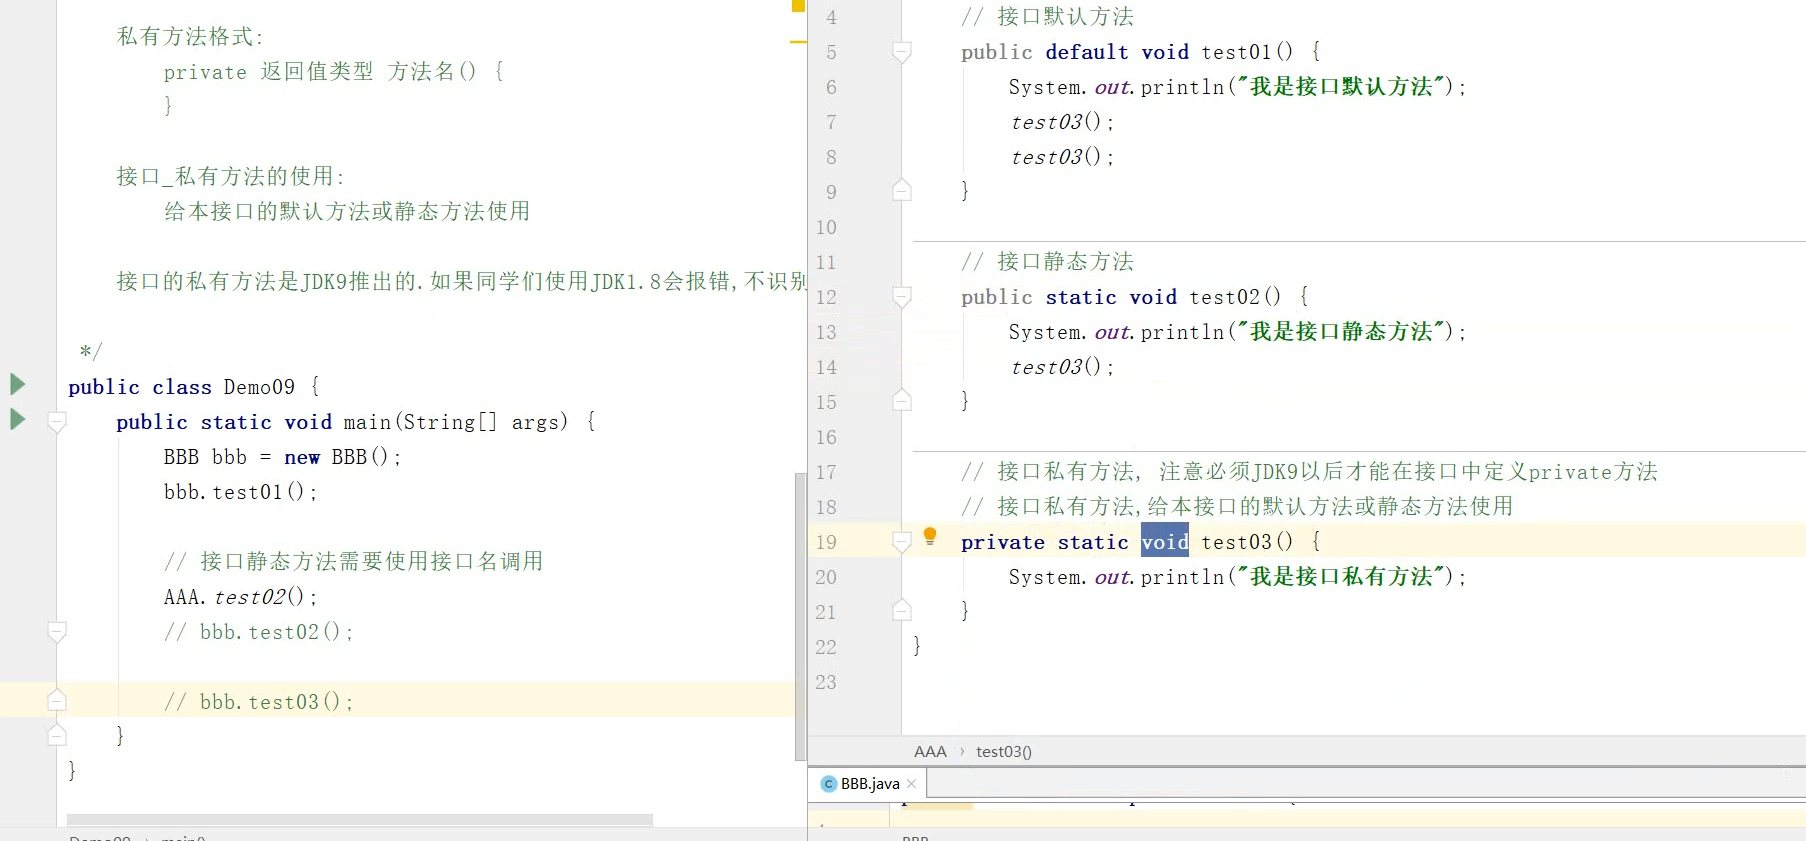 私有方法格式:
private 返回值类型 方法名() {
}
接口_私有方法的使用:
给本接口的默认方法或静态方法使用
接口的私有方法是JDK9推出的.如果同学们使用JDK1.8会报错,不识别
*/
public class Demo09 {
public static void main(String[] args) {
BBB bbb = new BBB();
bbb.test01();
// 接口静态方法需要使用接口名调用
AAA.test02();
// bbb.test02();
// bbb.test03();
}
}
Demo09 › main()
4 // 接口默认方法
5 public default void test01() {
6 System.out.println("我是接口默认方法");
7 test03();
8 test03();
9 }
10
11 // 接口静态方法
12 public static void test02() {
13 System.out.println("我是接口静态方法");
14 test03();
15 }
16
17 // 接口私有方法, 注意必须JDK9以后才能在接口中定义private方法
18 // 接口私有方法,给本接口的默认方法或静态方法使用
19 private static void test03() {
20 System.out.println("我是接口私有方法");
21 }
22 }
23
AAA › test03()
C BBB.java ×
BBB